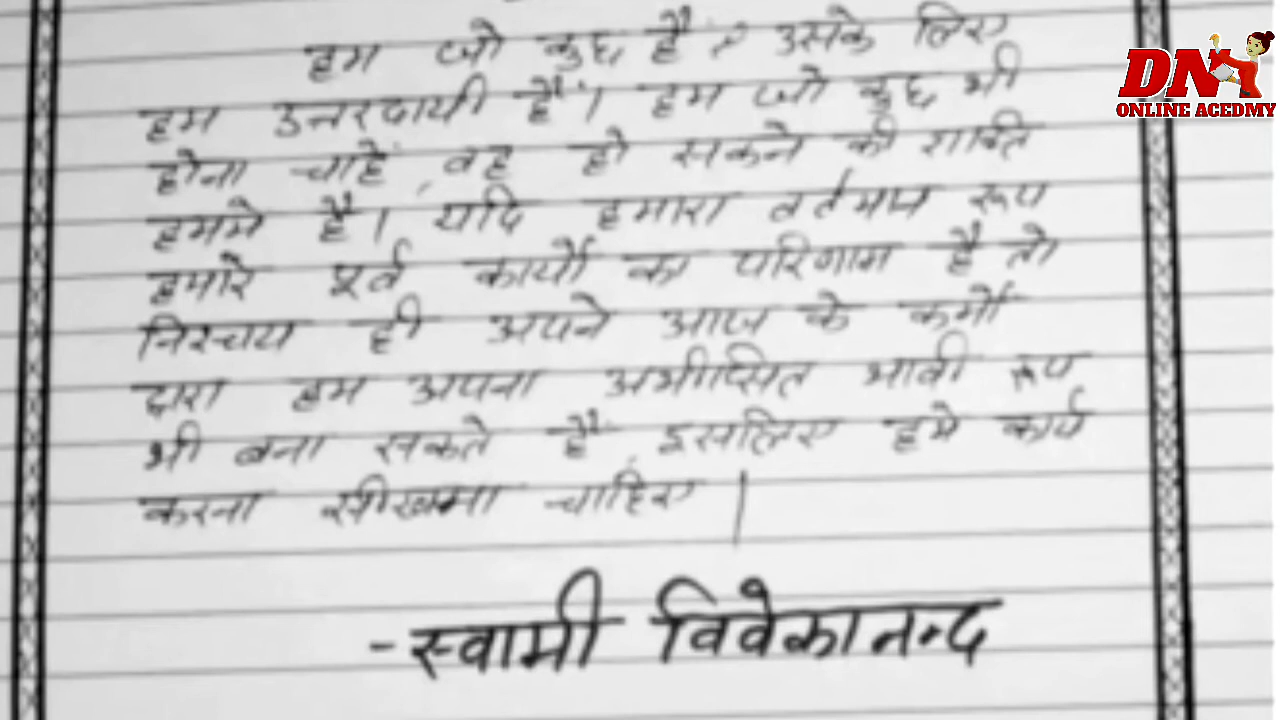 हम जो कुछ है, उसके लिए
DN
ONLINE ACEDMY
हम उत्तरदायी हैं। हम जो कुछ भी
होना चाहें, वह हो सकने की शक्ति
हममे है। यदि हमारा वर्तमान रूप
हमारे पूर्व कार्यों का परिणाम है तो
निश्चय ही अपने आज के कर्मो
द्वारा हम अपना अभीप्सित भावी रूप
भी बना सकते हैं, इसलिए हमे कार्य
करना सीखना चाहिए |
-स्वामी विवेकानन्द